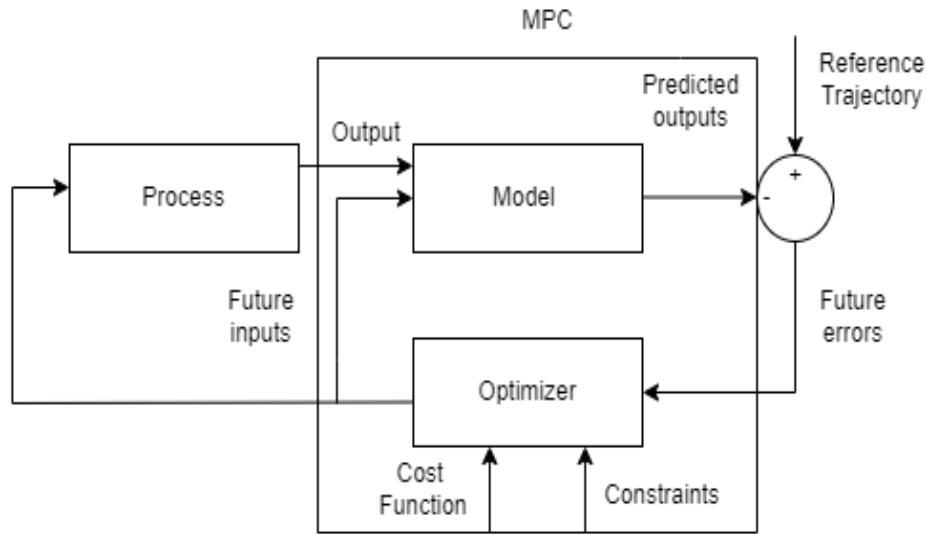 MPC
Reference
Trajectory
Predicted
outputs
Output
+
Process
Model
-
Future
inputs
Future
errors
Optimizer
Cost
Function
Constraints